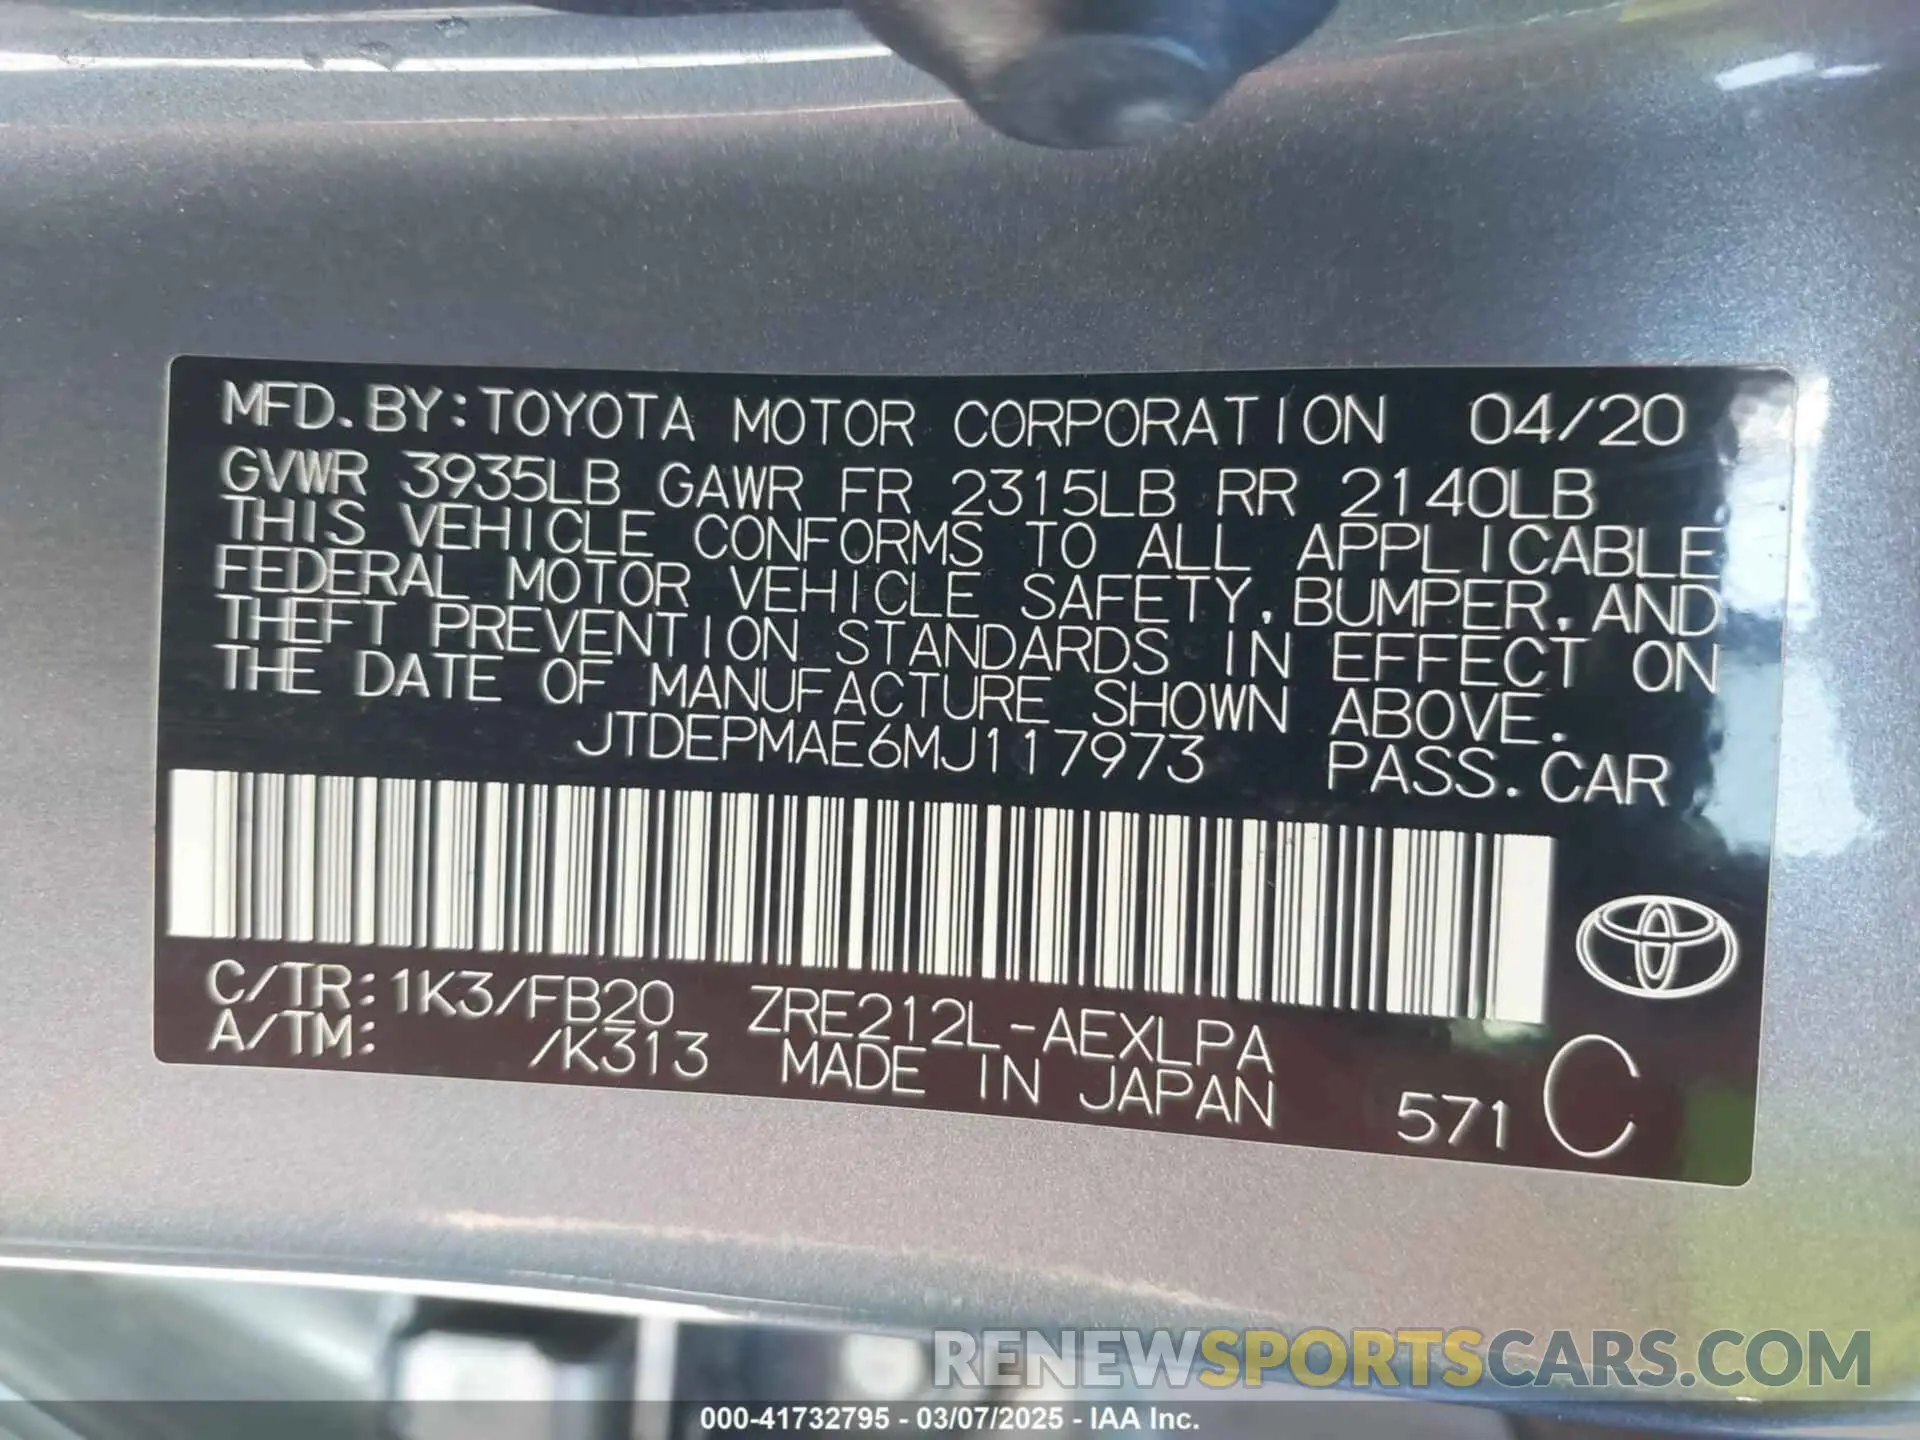 MFD. BY: TOYOTA MOTOR CORPORATION 04/20
GVWR 3935LB GAWR FR 2315LB RR 2140LB
THIS VEHICLE CONFORMS TO ALL APPLICABLE
FEDERAL MOTOR VEHICLE SAFETY, BUMPER, AND
THEFT PREVENTION STANDARDS IN EFFECT ON
THE DATE OF MANUFACTURE SHOWN ABOVE.
JTDEPMAE6MJ117973 PASS. CAR
C/TR: 1K3/FB20 ZRE212L-AEXLPA
A/TM: /K313 MADE IN JAPAN 571 C
RENEWSPORTSCARS.COM
000-41732795 - 03/07/2025 - IAA Inc.